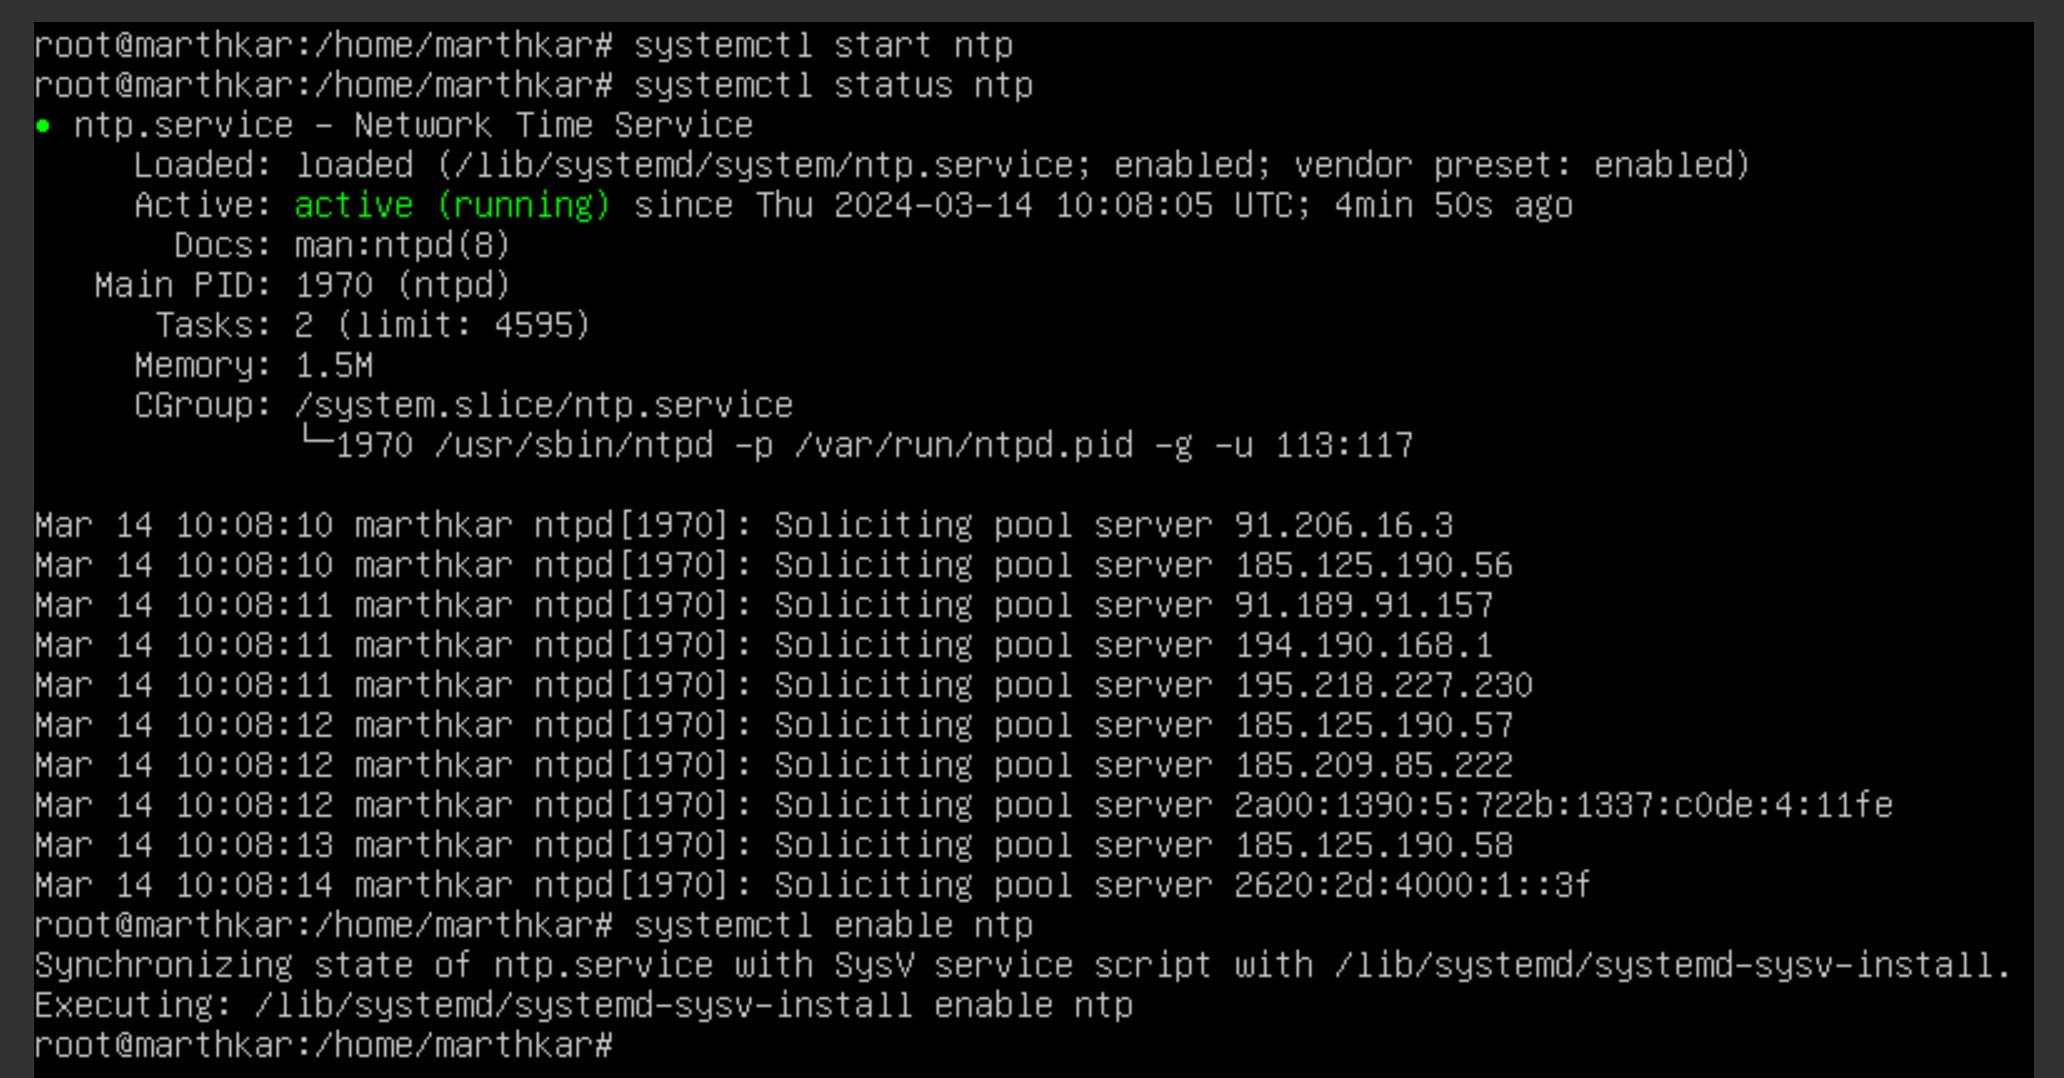 root@marthkar:/home/marthkar# systemctl start ntp
root@marthkar:/home/marthkar# systemctl status ntp
● ntp.service – Network Time Service
     Loaded: loaded (/lib/systemd/system/ntp.service; enabled; vendor preset: enabled)
     Active: active (running) since Thu 2024-03-14 10:08:05 UTC; 4min 50s ago
       Docs: man:ntpd(8)
   Main PID: 1970 (ntpd)
      Tasks: 2 (limit: 4595)
     Memory: 1.5M
     CGroup: /system.slice/ntp.service
             └─1970 /usr/sbin/ntpd -p /var/run/ntpd.pid -g -u 113:117

Mar 14 10:08:10 marthkar ntpd[1970]: Soliciting pool server 91.206.16.3
Mar 14 10:08:10 marthkar ntpd[1970]: Soliciting pool server 185.125.190.56
Mar 14 10:08:11 marthkar ntpd[1970]: Soliciting pool server 91.189.91.157
Mar 14 10:08:11 marthkar ntpd[1970]: Soliciting pool server 194.190.168.1
Mar 14 10:08:11 marthkar ntpd[1970]: Soliciting pool server 195.218.227.230
Mar 14 10:08:12 marthkar ntpd[1970]: Soliciting pool server 185.125.190.57
Mar 14 10:08:12 marthkar ntpd[1970]: Soliciting pool server 185.209.85.222
Mar 14 10:08:12 marthkar ntpd[1970]: Soliciting pool server 2a00:1390:5:722b:1337:c0de:4:11fe
Mar 14 10:08:13 marthkar ntpd[1970]: Soliciting pool server 185.125.190.58
Mar 14 10:08:14 marthkar ntpd[1970]: Soliciting pool server 2620:2d:4000:1::3f
root@marthkar:/home/marthkar# systemctl enable ntp
Synchronizing state of ntp.service with SysV service script with /lib/systemd/systemd-sysv-install.
Executing: /lib/systemd/systemd-sysv-install enable ntp
root@marthkar:/home/marthkar#